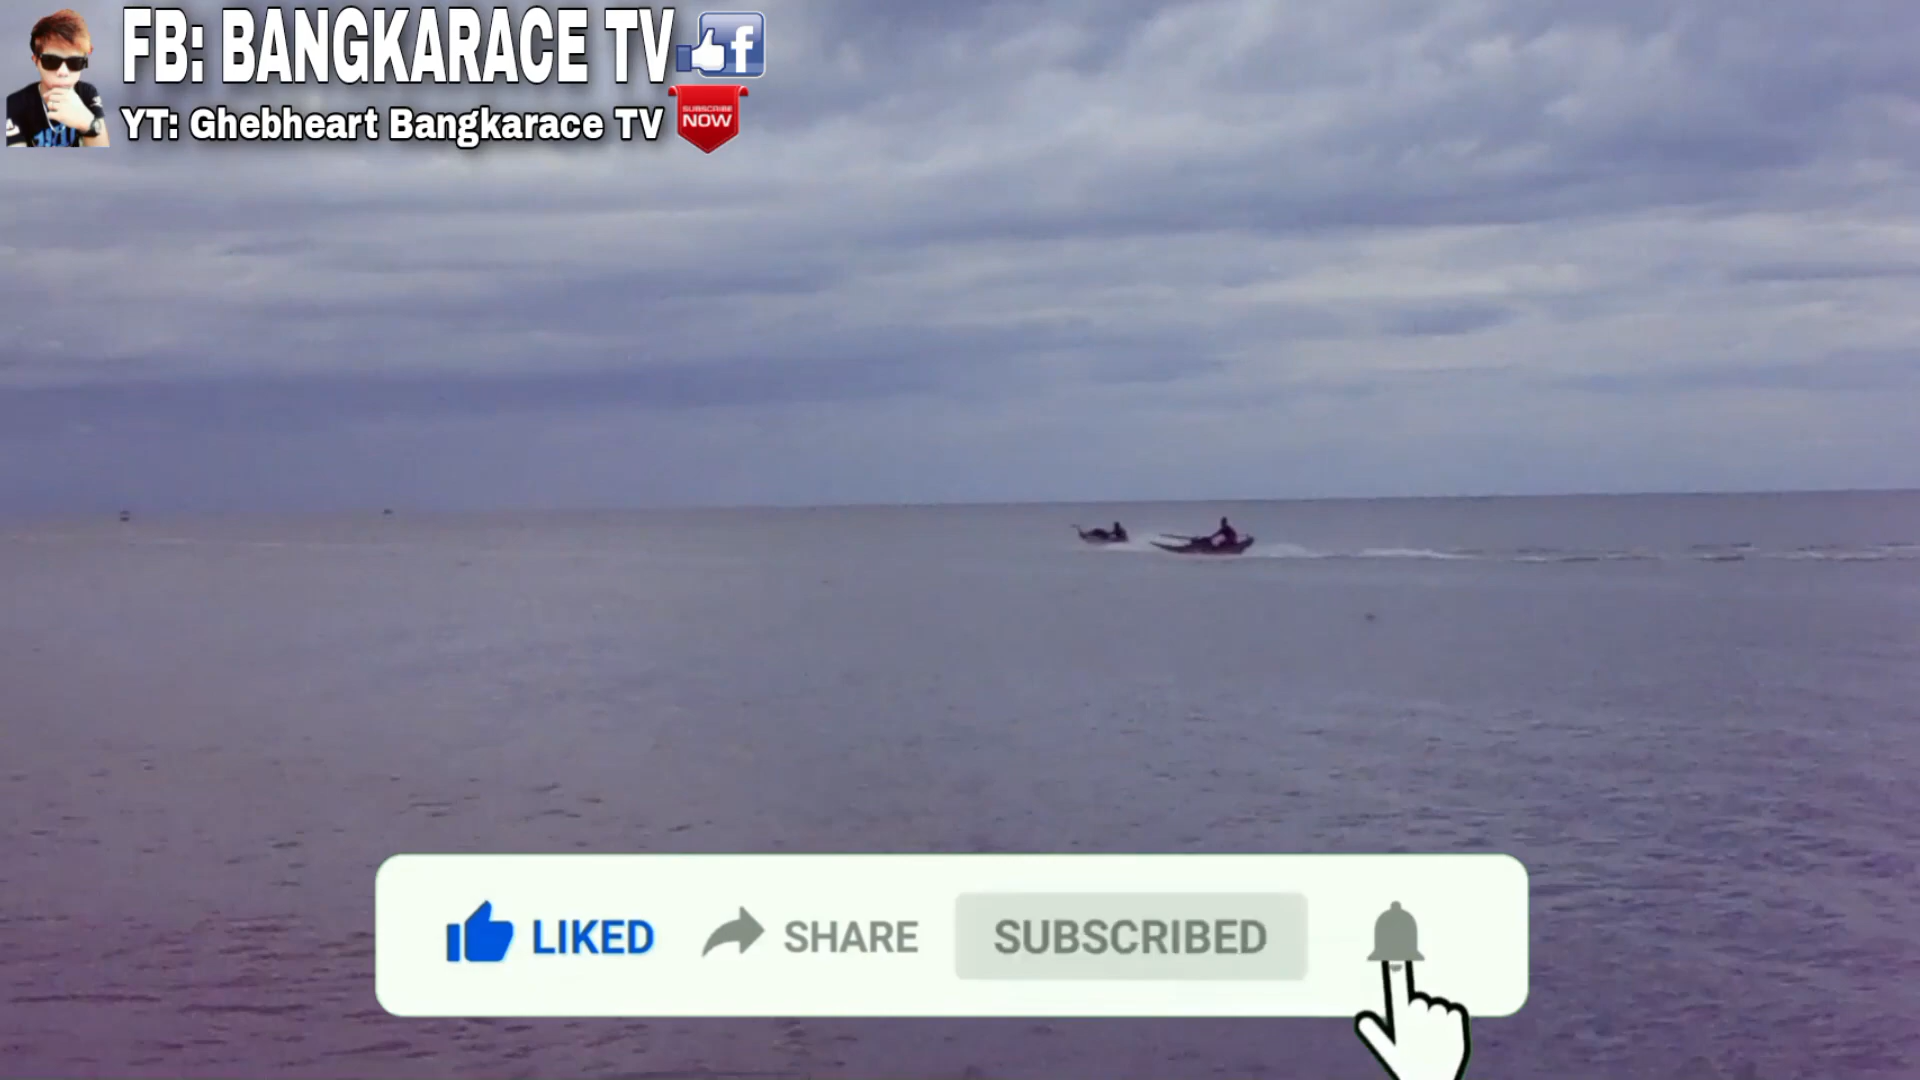 FB: BANGKARACE TV
YT: Ghebheart Bangkarace TV
SUBSCRIBE
NOW
LIKED SHARE SUBSCRIBED